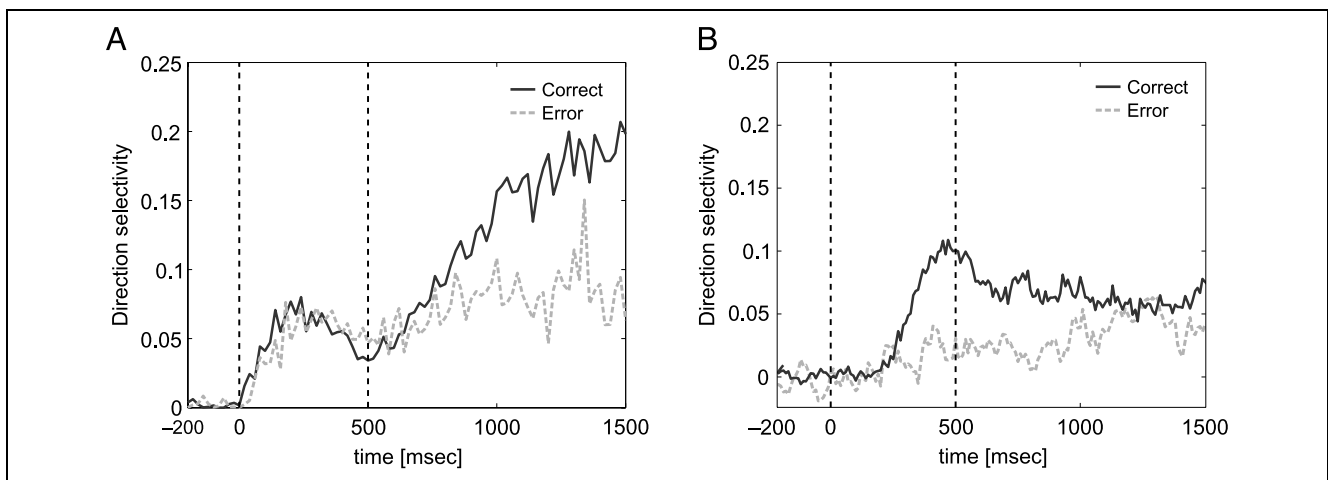 A
0.25
0.2
0.15
0.1
0.05
0
Direction selectivity
Correct
Error
–200 0 500 1000 1500
time [msec]
B
0.25
0.2
0.15
0.1
0.05
0
Direction selectivity
Correct
Error
–200 0 500 1000 1500
time [msec]